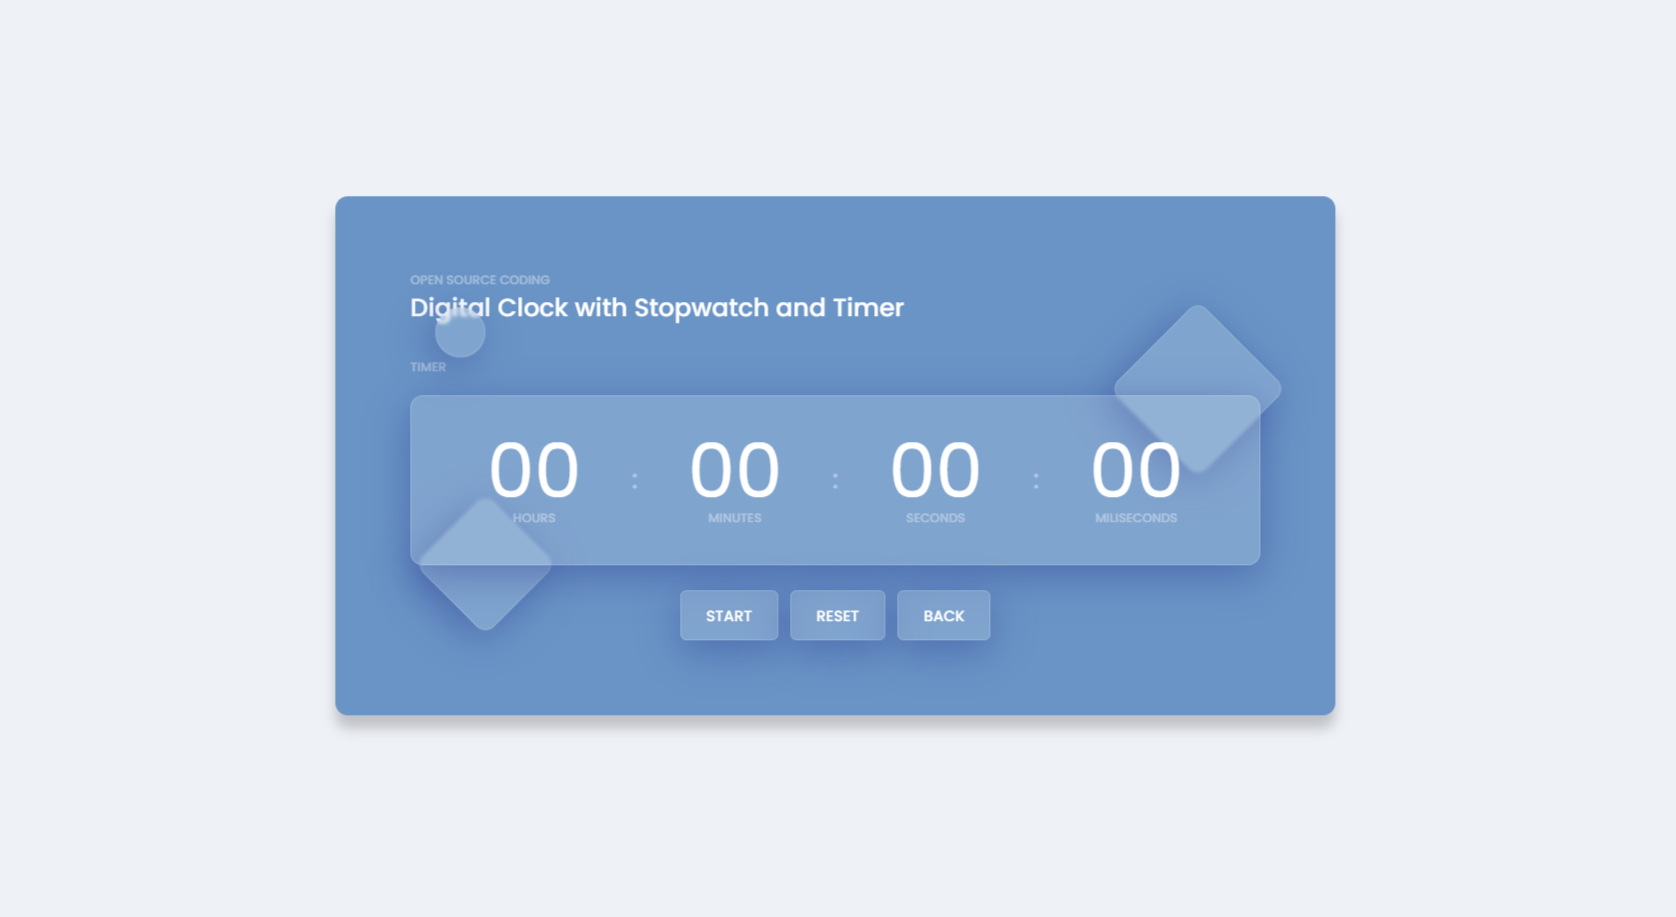 OPEN SOURCE CODING
Digital Clock with Stopwatch and Timer
TIMER
00 : 00 : 00 : 00
HOURS MINUTES SECONDS MILISECONDS
START RESET BACK